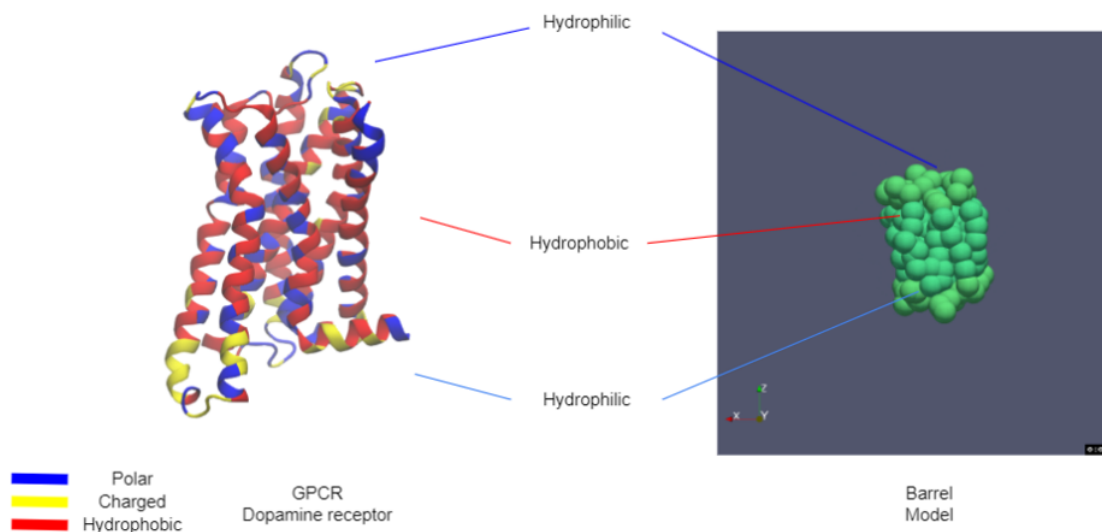 Hydrophilic
Hydrophobic
Hydrophilic
Z
X
Y
Polar
Charged
Hydrophobic
GPCR
Dopamine receptor
Barrel
Model